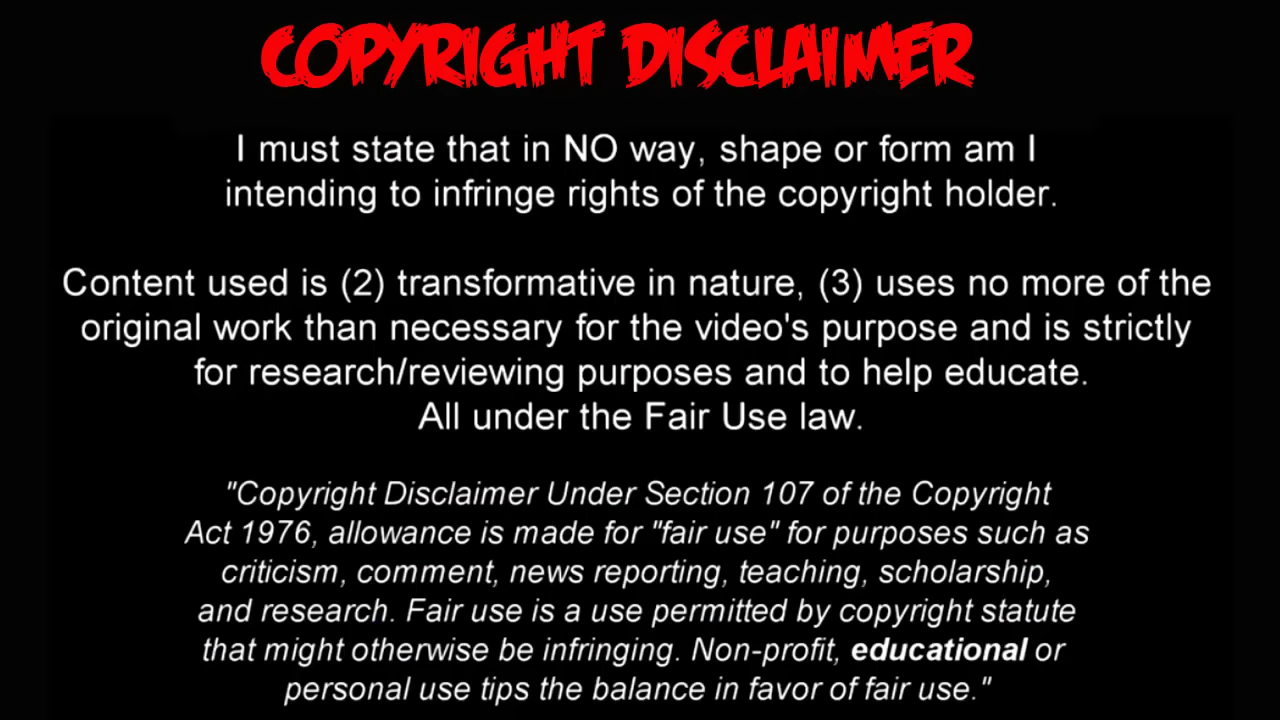 COPYRIGHT DISCLAIMER
I must state that in NO way, shape or form am I
intending to infringe rights of the copyright holder.
Content used is (2) transformative in nature, (3) uses no more of the
original work than necessary for the video's purpose and is strictly
for research/reviewing purposes and to help educate.
All under the Fair Use law.
"Copyright Disclaimer Under Section 107 of the Copyright
Act 1976, allowance is made for "fair use" for purposes such as
criticism, comment, news reporting, teaching, scholarship,
and research. Fair use is a use permitted by copyright statute
that might otherwise be infringing. Non-profit, educational or
personal use tips the balance in favor of fair use."